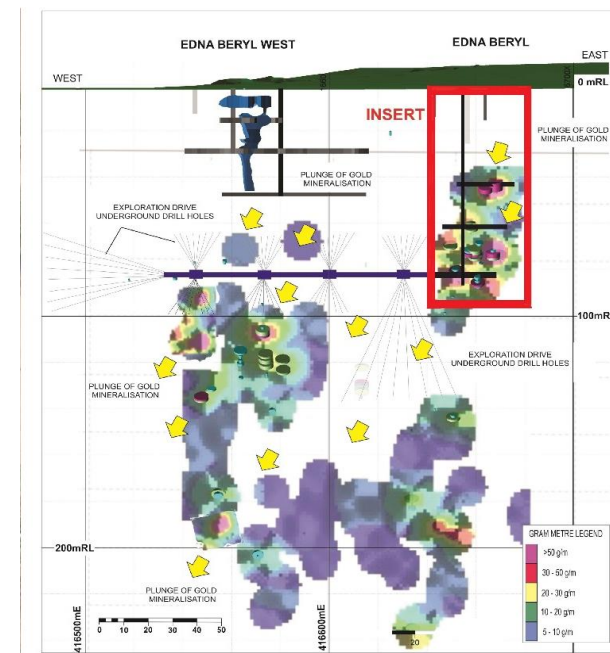 EDNA BERYL WEST
EDNA BERYL
EAST
WEST
0 mRL
INSERT
PLUNGE OF GOLD
MINERALISATION
PLUNGE OF GOLD
MINERALISATION
EXPLORATION DRIVE
UNDERGROUND DRILL HOLES
100mRL
EXPLORATION DRIVE
UNDERGROUND DRILL HOLES
PLUNGE OF GOLD
MINERALISATION
GRAM METRE LEGEND
>50 g/m
30 - 50 g/m
20 - 30 g/m
10 - 20 g/m
5 - 10 g/m
200mRL
PLUNGE OF GOLD
MINERALISATION
0 10 20 30 40 50
20
416500mE
416600mE